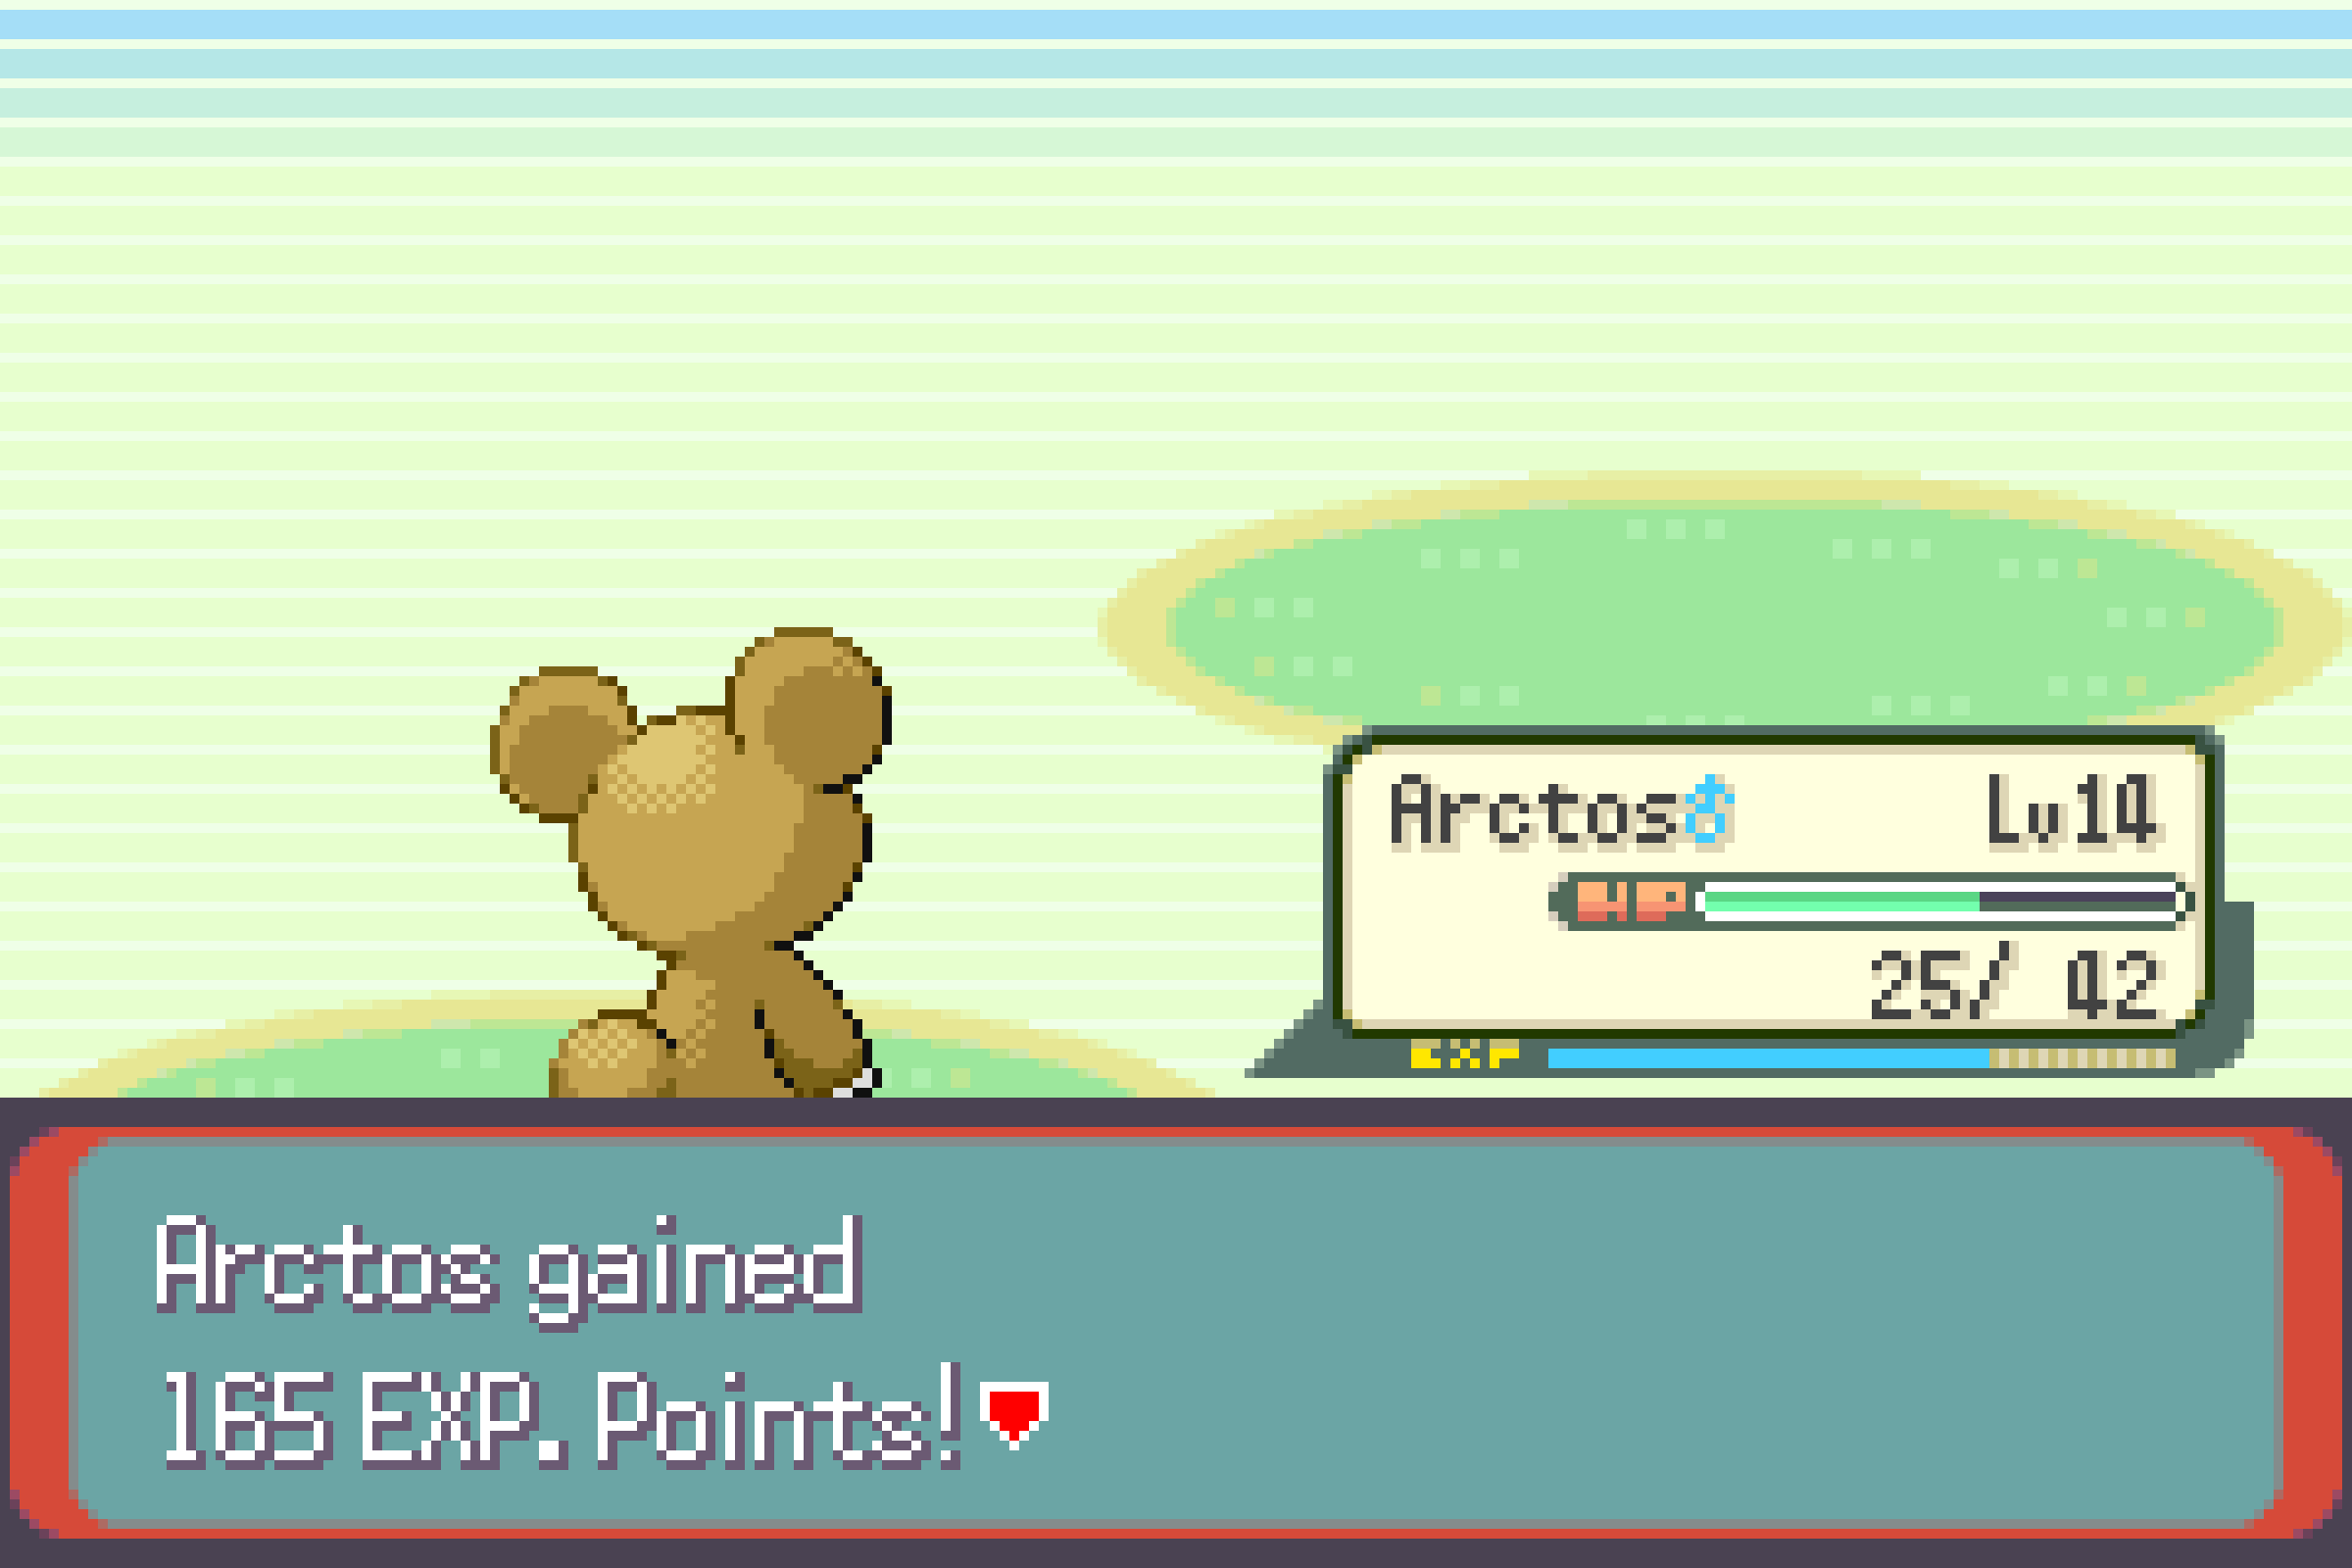 Arctos♂ Lv14
HP
25/ 42
EXP
Arctos gained
165 EXP. Points!